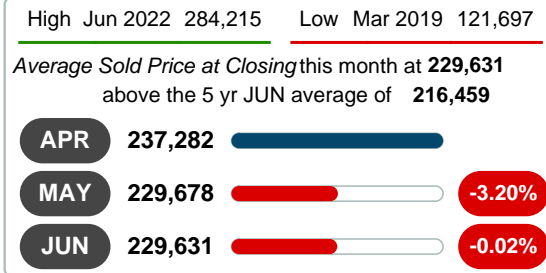 High Jun 2022 284,215 Low Mar 2019 121,697
Average Sold Price at Closing this month at 229,631
above the 5 yr JUN average of 216,459
APR 237,282
MAY 229,678 -3.20%
JUN 229,631 -0.02%